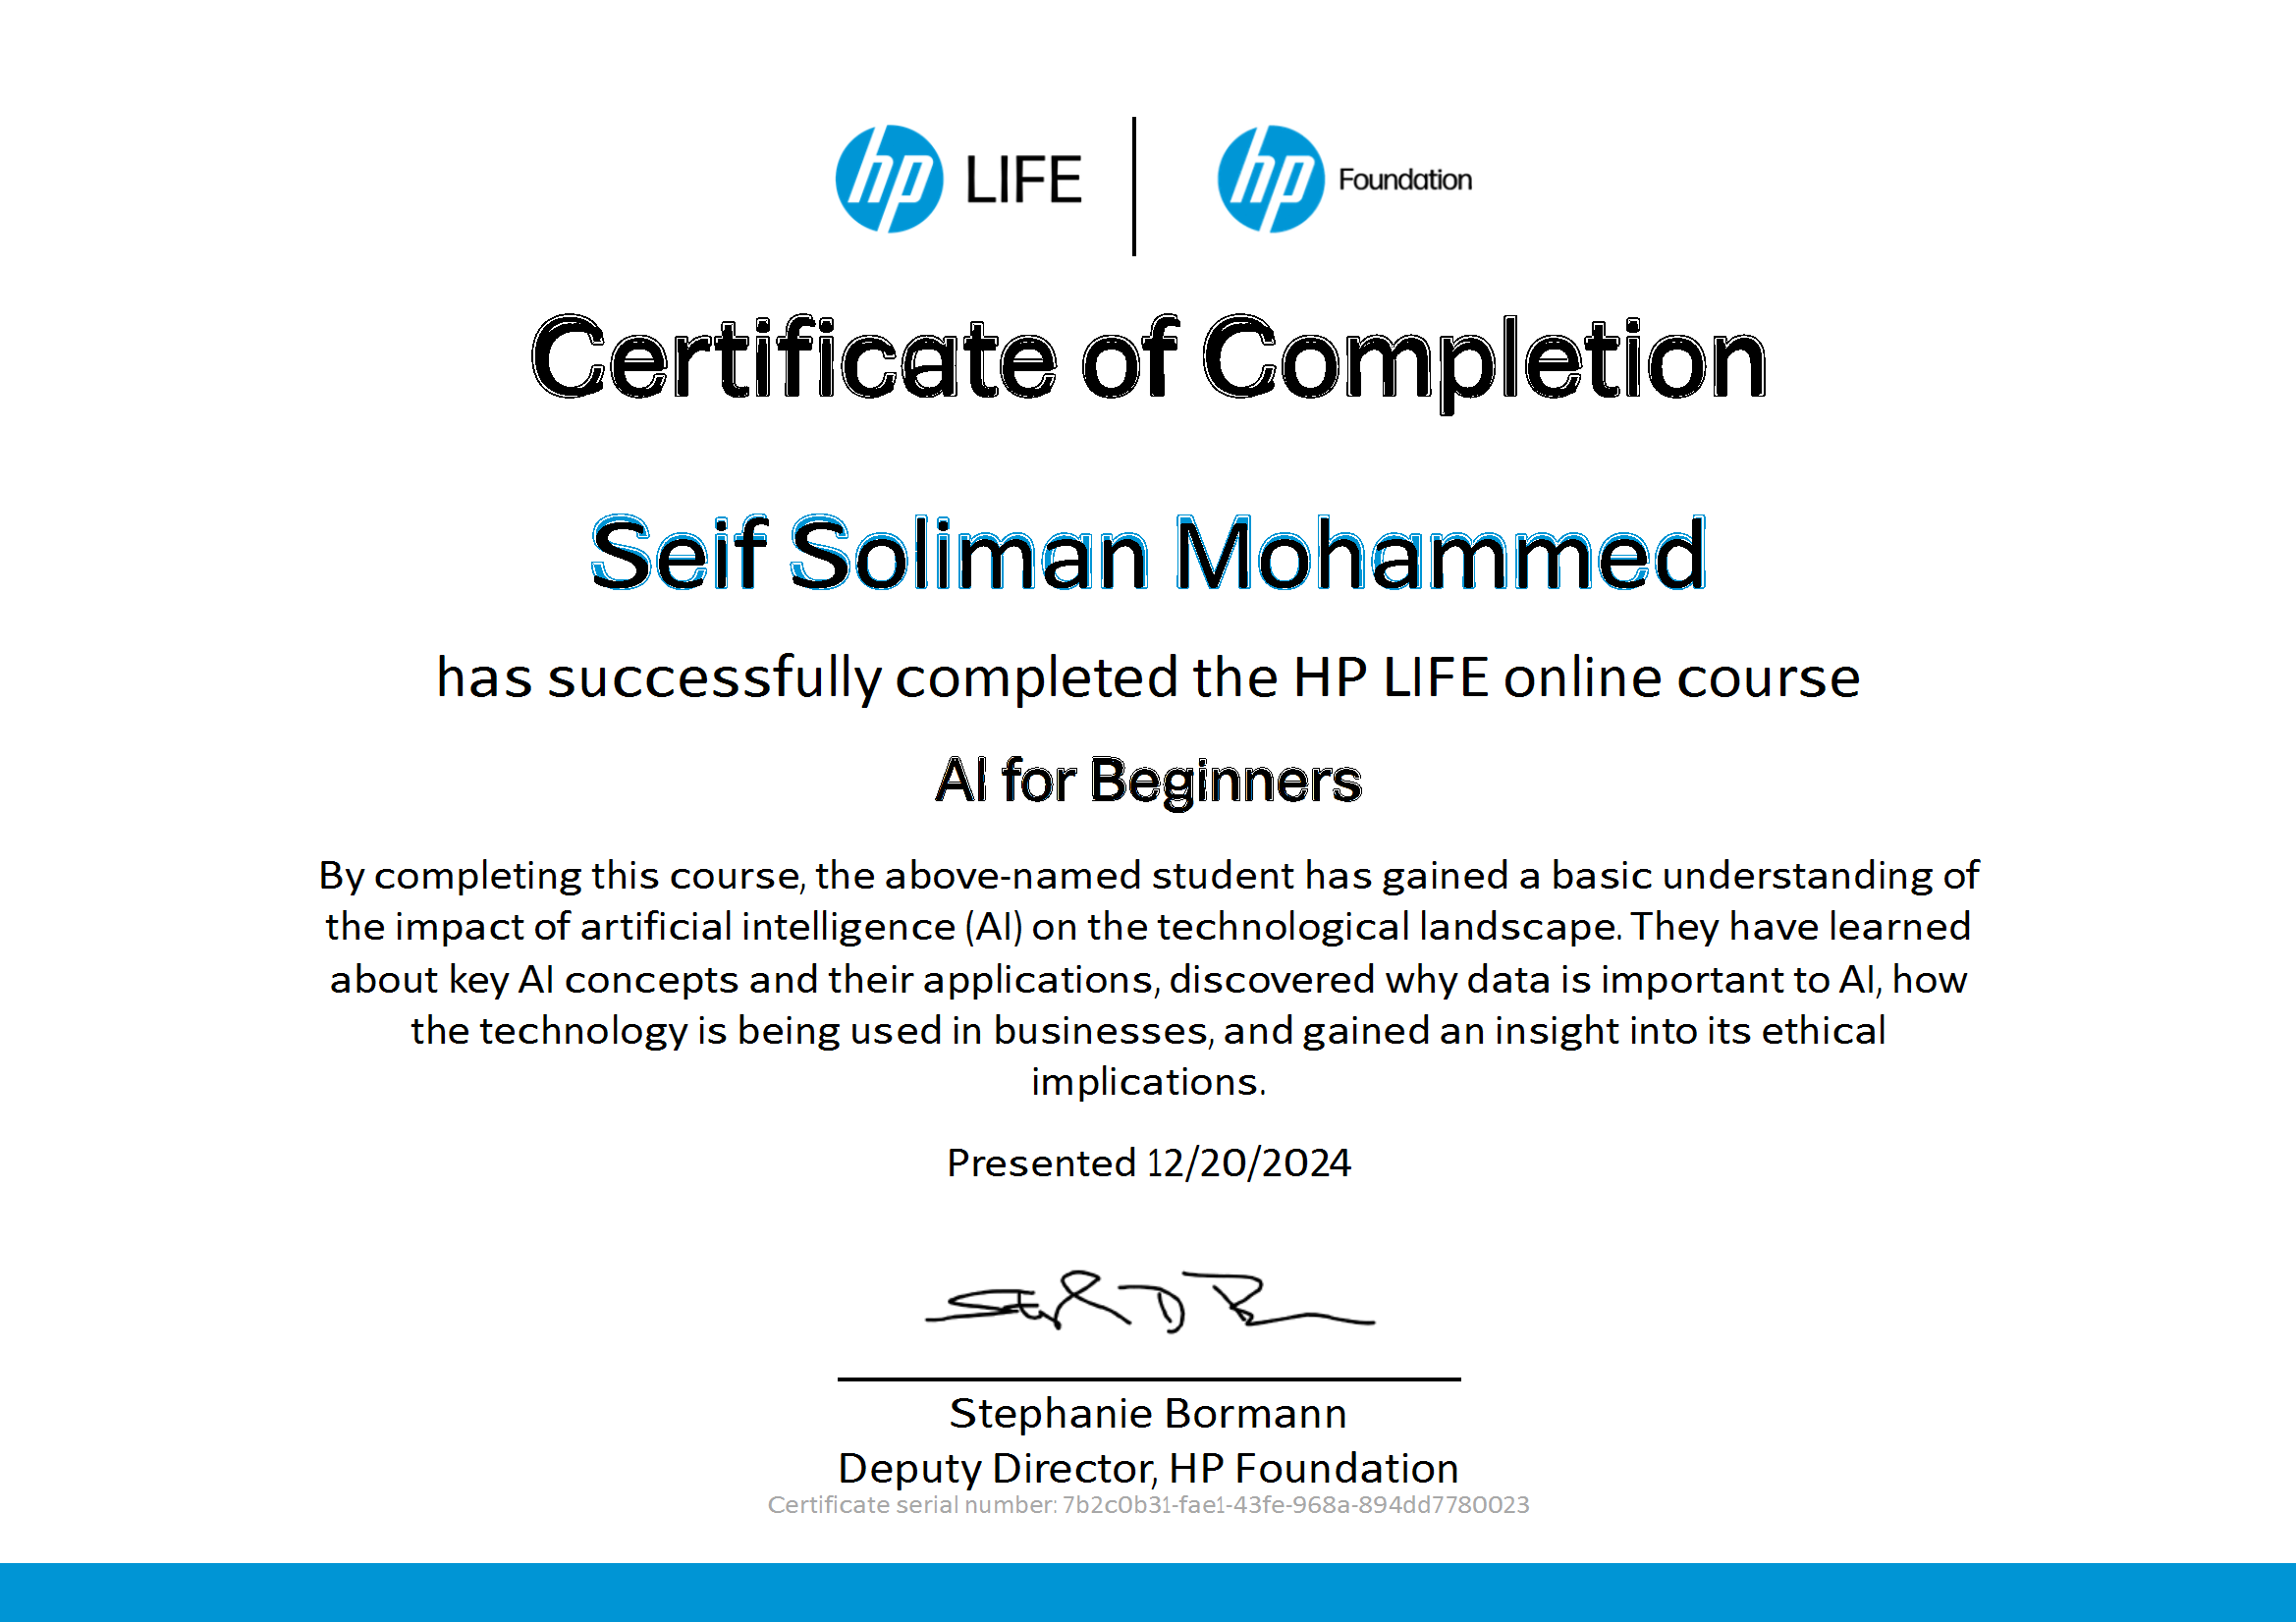 hp LIFE | hp Foundation
Certificate of Completion
Seif Soliman Mohammed
has successfully completed the HP LIFE online course
AI for Beginners
By completing this course, the above-named student has gained a basic understanding of
the impact of artificial intelligence (AI) on the technological landscape. They have learned
about key AI concepts and their applications, discovered why data is important to AI, how
the technology is being used in businesses, and gained an insight into its ethical
implications.
Presented 12/20/2024
Stephanie Bormann
Deputy Director, HP Foundation
Certificate serial number: 7b2c0b31-fae1-43fe-968a-894dd7780023